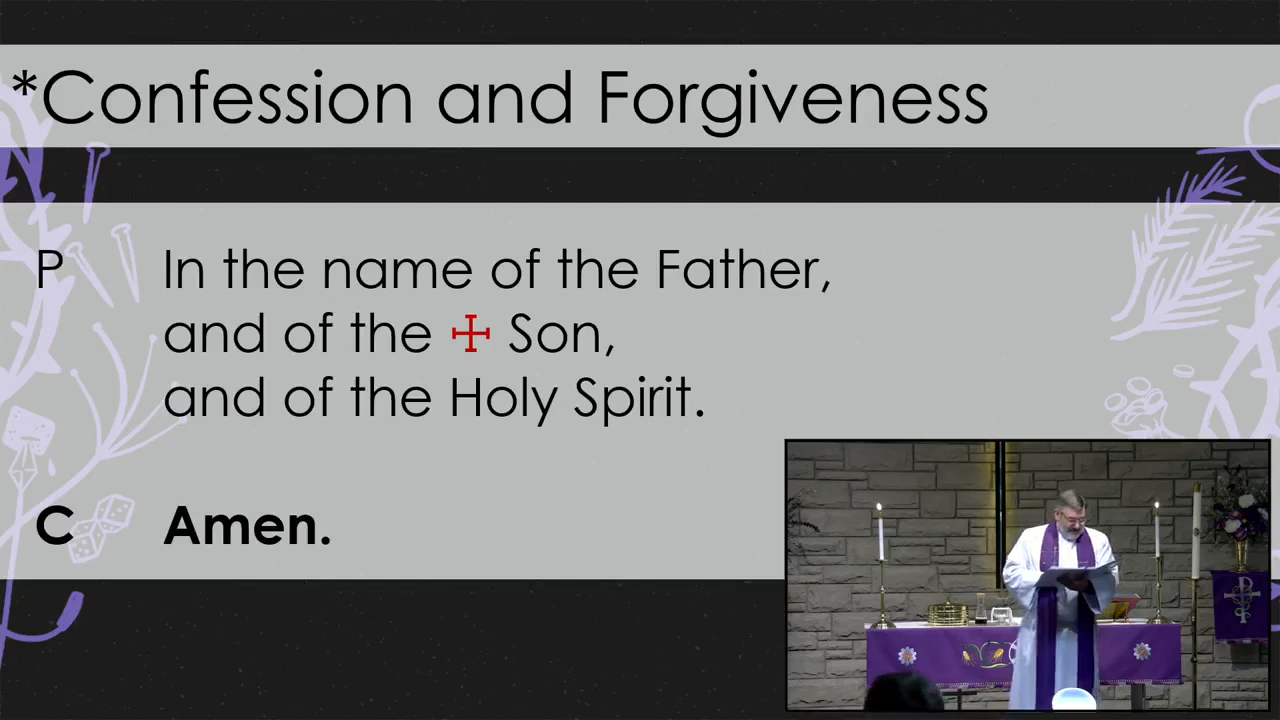 *Confession and Forgiveness
P In the name of the Father,
and of the ☩ Son,
and of the Holy Spirit.
C Amen.